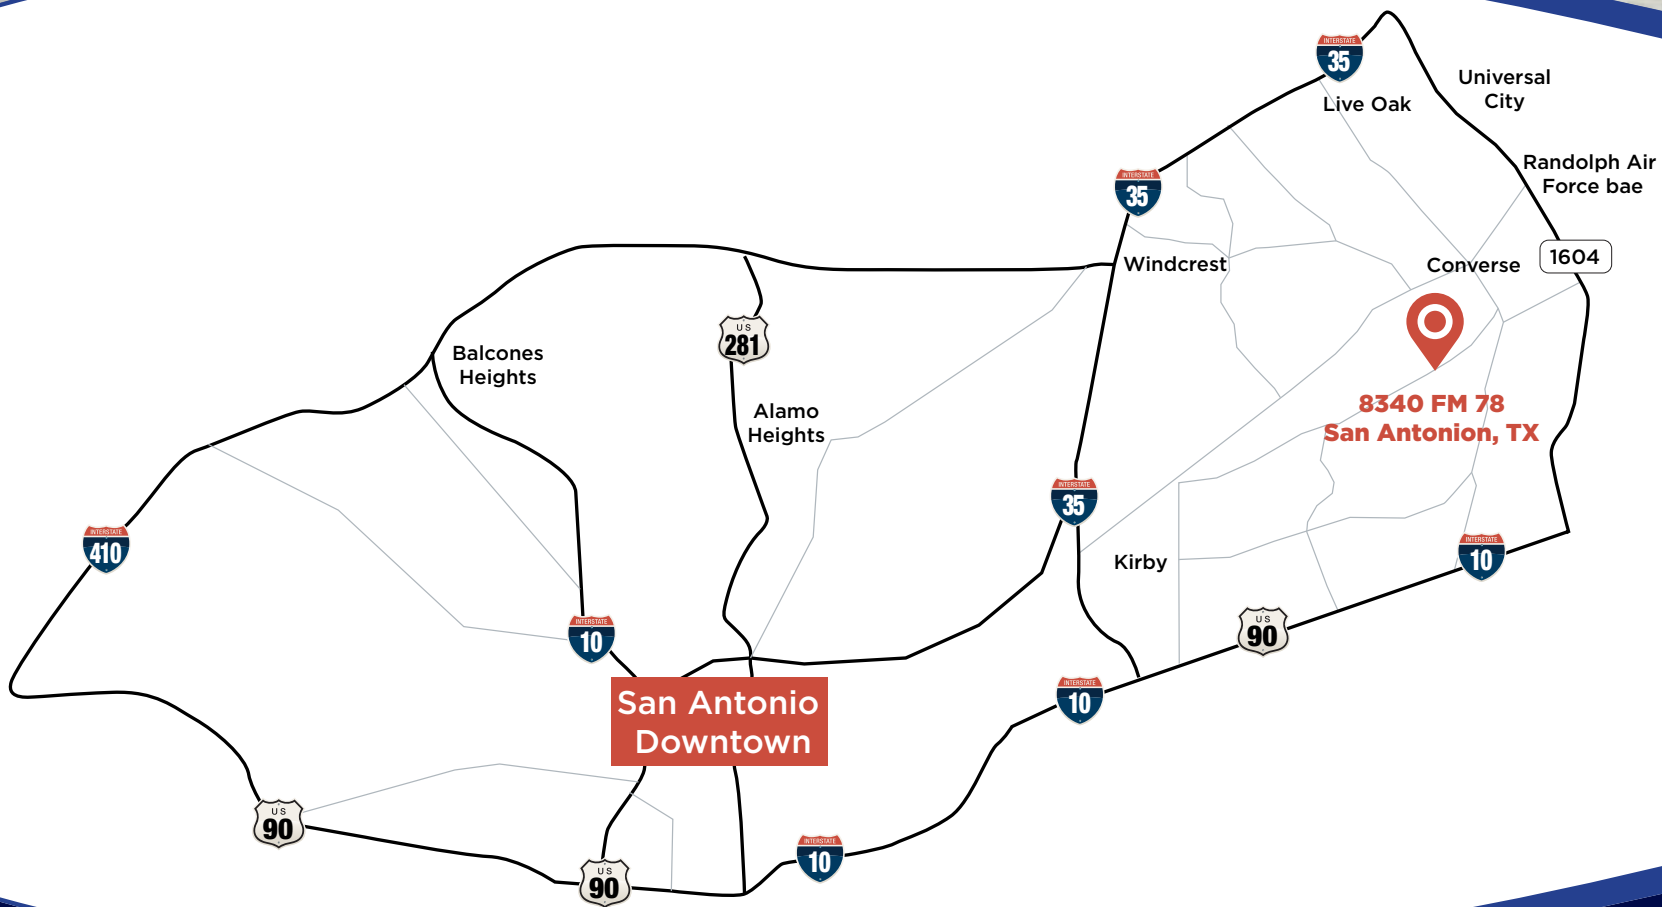 INTERSTATE
35
Universal
City
Live Oak
Randolph Air
Force bae
INTERSTATE
35
1604
Windcrest
Converse
US
281
Balcones
Heights
8340 FM 78
San Antonion, TX
Alamo
Heights
INTERSTATE
35
INTERSTATE
410
Kirby
INTERSTATE
10
INTERSTATE
10
US
90
San Antonio
Downtown
INTERSTATE
10
US
90
INTERSTATE
10
US
90